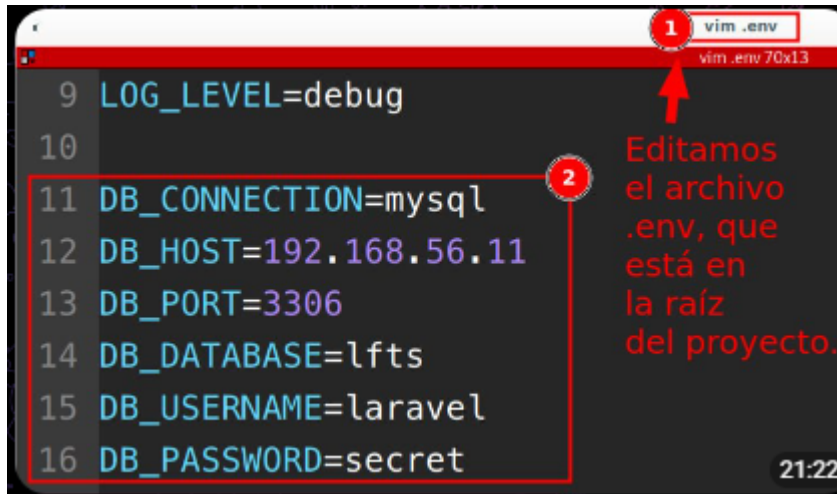 1 vim .env
vim .env 70x13
9 LOG_LEVEL=debug
10
2
11 DB_CONNECTION=mysql
12 DB_HOST=192.168.56.11
13 DB_PORT=3306
14 DB_DATABASE=lfts
15 DB_USERNAME=laravel
16 DB_PASSWORD=secret
Editamos
el archivo
.env, que
está en
la raíz
del proyecto.
21:22